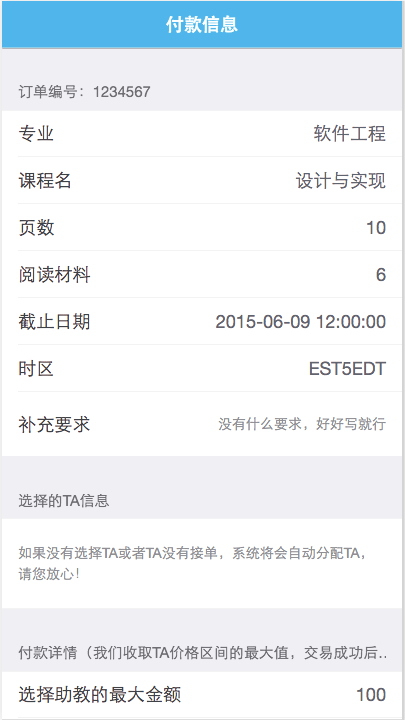 付款信息
订单编号：1234567
专业 软件工程
课程名 设计与实现
页数 10
阅读材料 6
截止日期 2015-06-09 12:00:00
时区 EST5EDT
补充要求 没有什么要求，好好写就行
选择的TA信息
如果没有选择TA或者TA没有接单，系统将会自动分配TA，
请您放心！
付款详情（我们收取TA价格区间的最大值，交易成功后..
选择助教的最大金额 100